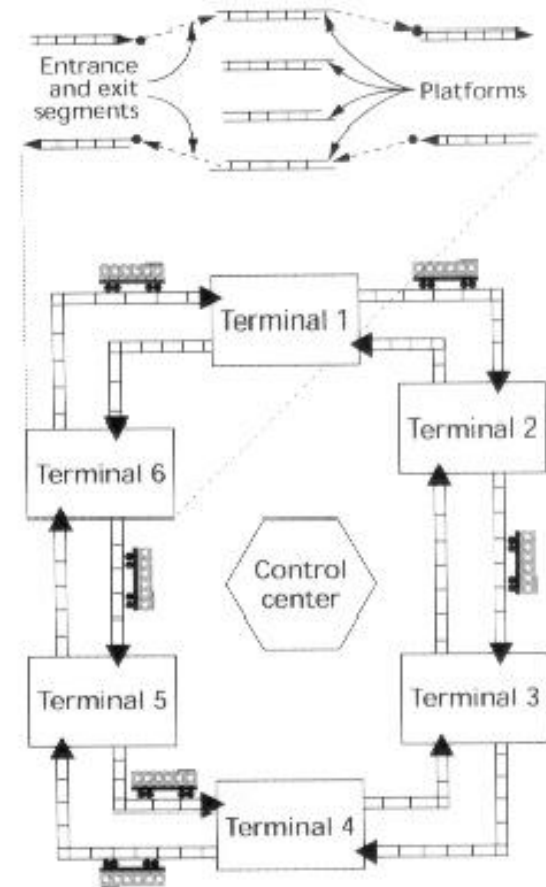 Entrance
and exit
segments
Platforms
Terminal 1
Terminal 2
Terminal 6
Control
center
Terminal 5
Terminal 3
Terminal 4